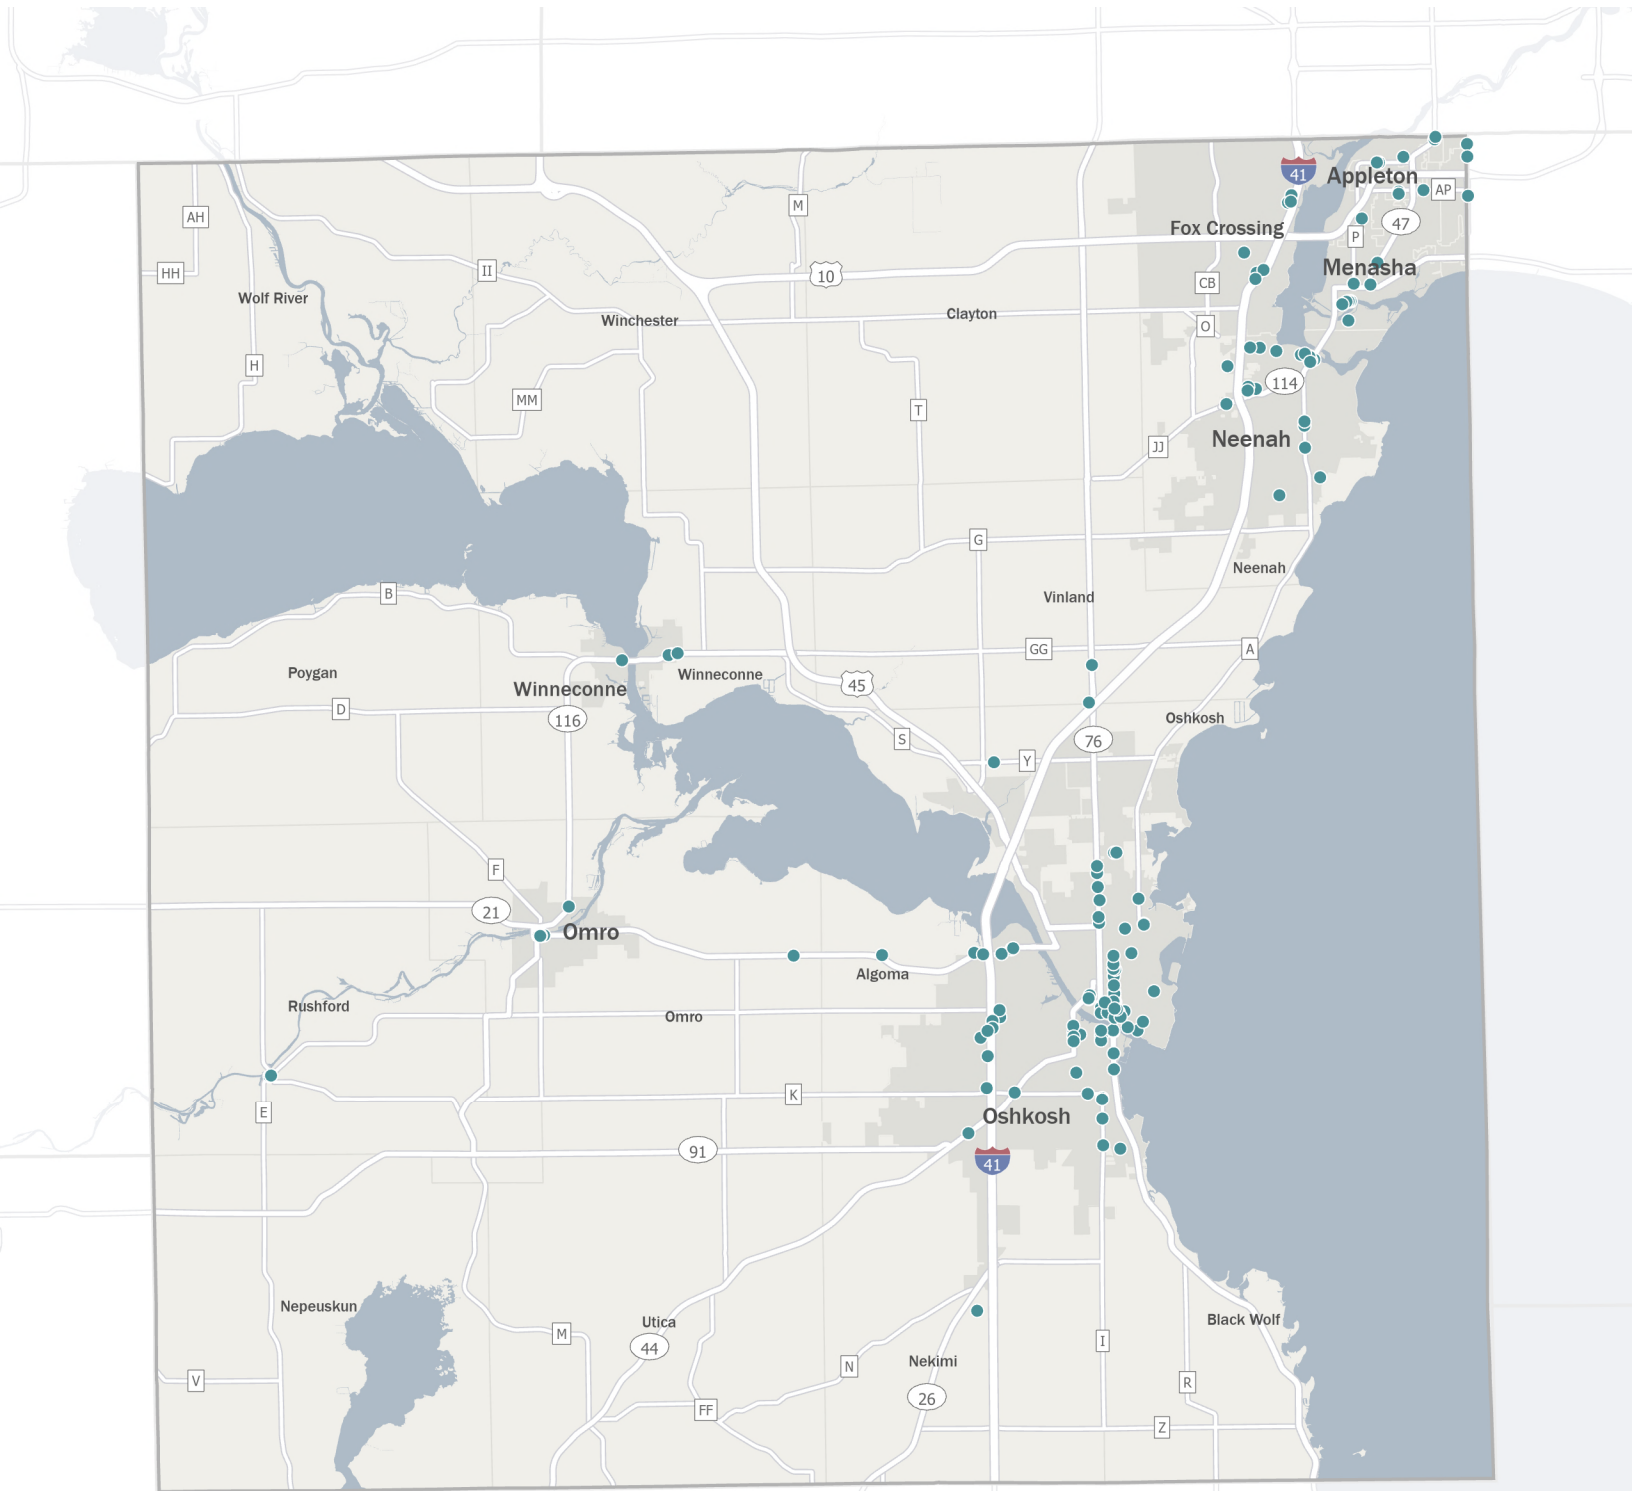 41
Appleton
AP
AH
M
Fox Crossing
47
P
HH
II
10
Menasha
CB
Wolf River
Winchester
Clayton
O
H
114
MM
T
Neenah
JJ
G
Neenah
B
Vinland
GG
A
Poygan
Winneconne
Winneconne
45
D
116
Oshkosh
S
76
Y
F
21
Omro
Algoma
Rushford
Omro
K
E
Oshkosh
91
41
Nepeuskun
Utica
Black Wolf
M
44
I
Nekimi
N
V
R
26
FF
Z